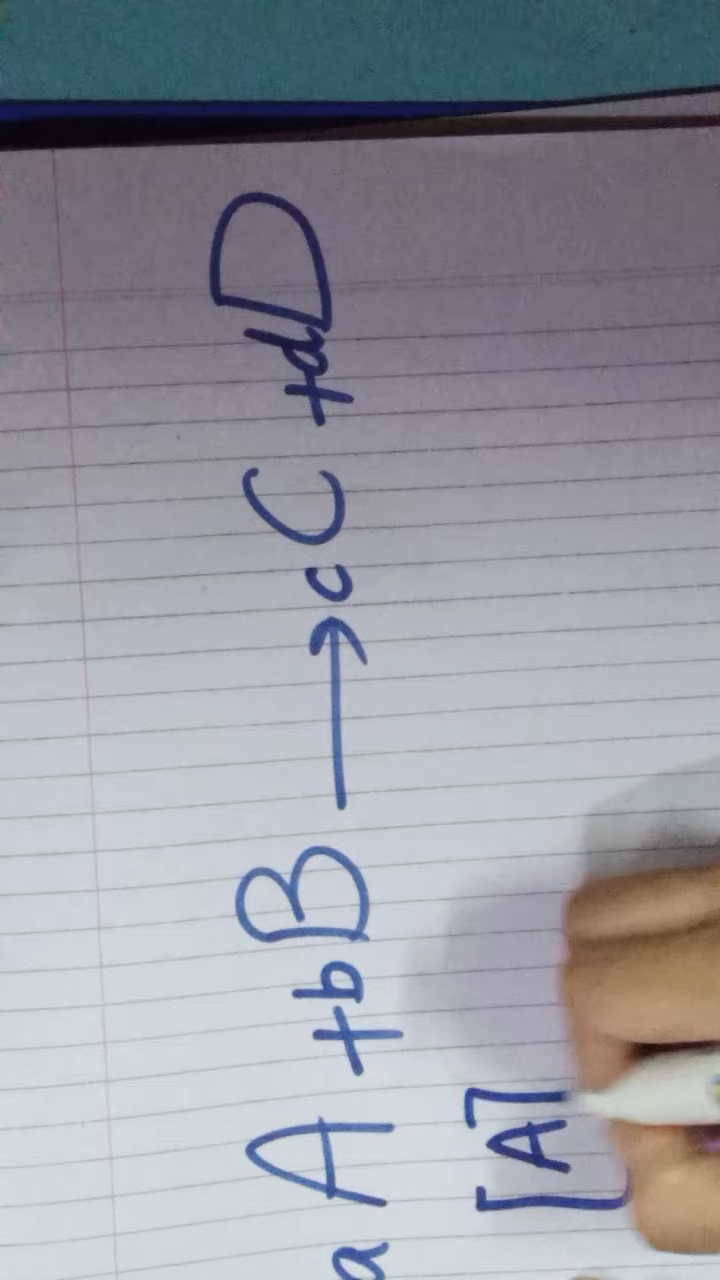 aA + bB → cC + dD
[A]